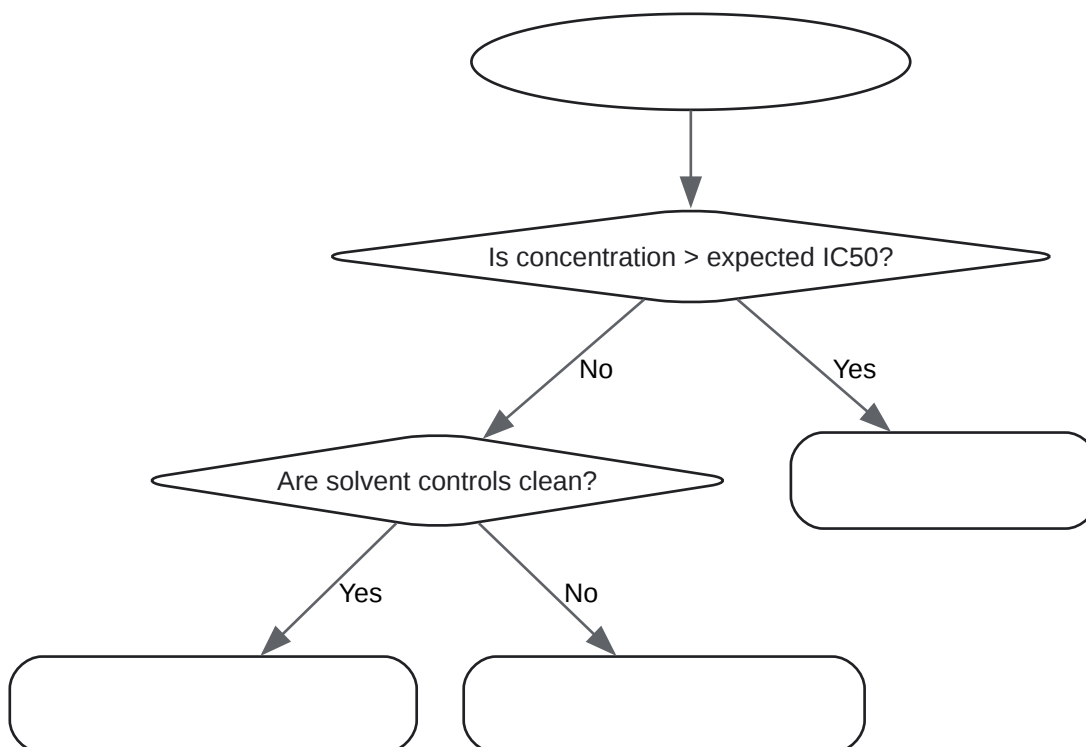 Is concentration > expected IC50?
No
Yes
Are solvent controls clean?
Yes
No